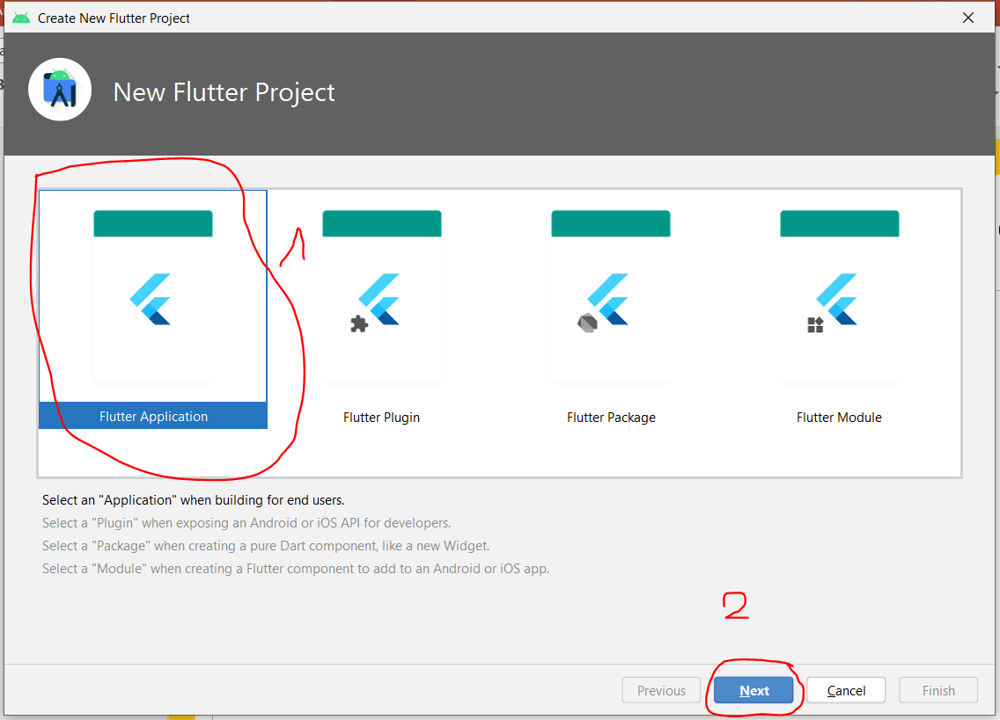 Create New Flutter Project
New Flutter Project
1
Flutter Application
Flutter Plugin
Flutter Package
Flutter Module
Select an "Application" when building for end users.
Select a "Plugin" when exposing an Android or iOS API for developers.
Select a "Package" when creating a pure Dart component, like a new Widget.
Select a "Module" when creating a Flutter component to add to an Android or iOS app.
2
Previous
Next
Cancel
Finish